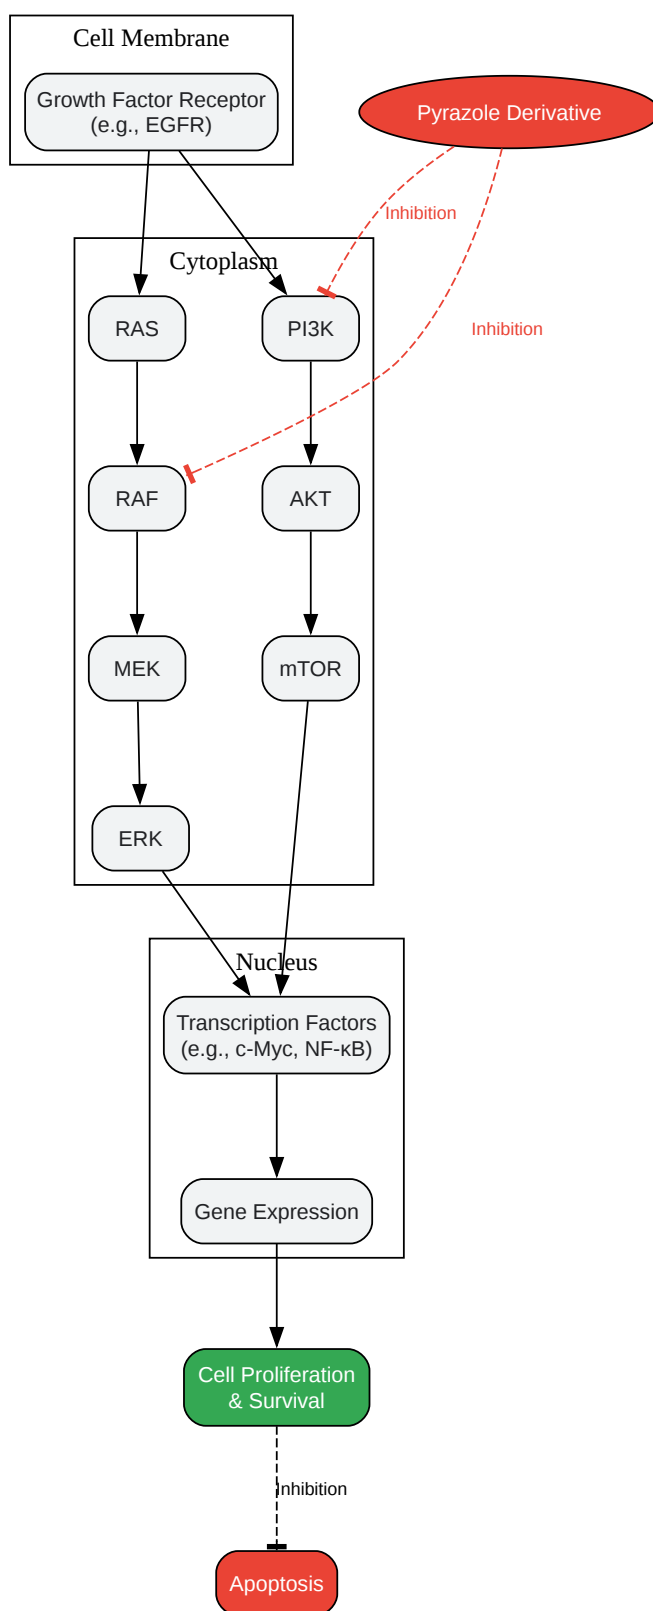 Cell Membrane
Growth Factor Receptor
(e.g., EGFR)
Pyrazole Derivative
Inhibition
Cytoplasm
RAS
PI3K
Inhibition
RAF
AKT
MEK
mTOR
ERK
Nucleus
Transcription Factors
(e.g., c-Myc, NF-κB)
Gene Expression
Cell Proliferation
& Survival
Inhibition
Apoptosis